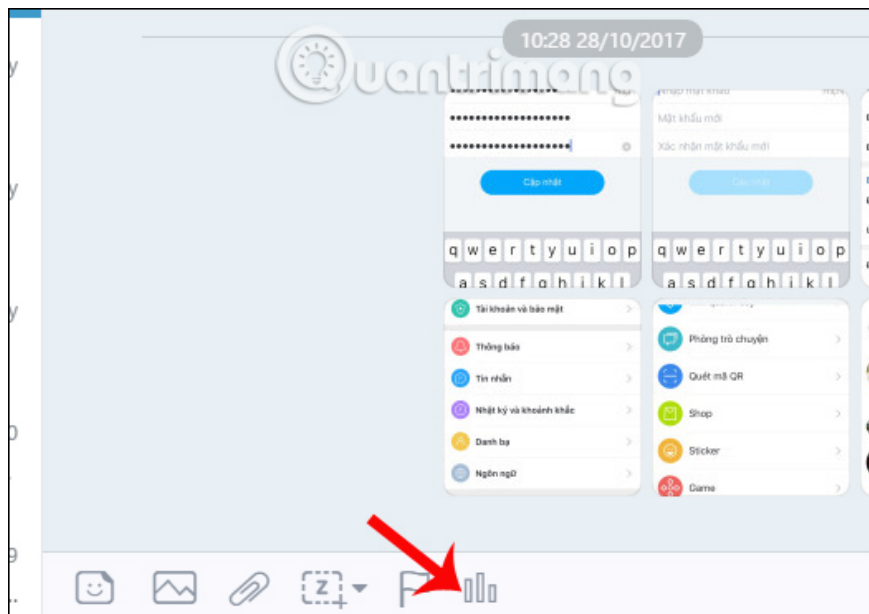 10:28 28/10/2017
Quantrimang
Mật khẩu mới
Xác nhận mật khẩu mới
Cập nhật
Cập nhật
q w e r t y u i o p
q w e r t y u i o p
a s d f g h j k l
a s d f g h j k l
Tài khoản và bảo mật
Thông báo
Tin nhắn
Nhật ký và khoảnh khắc
Danh bạ
Ngôn ngữ
Phòng trò chuyện
Quét mã QR
Shop
Sticker
Game
Z